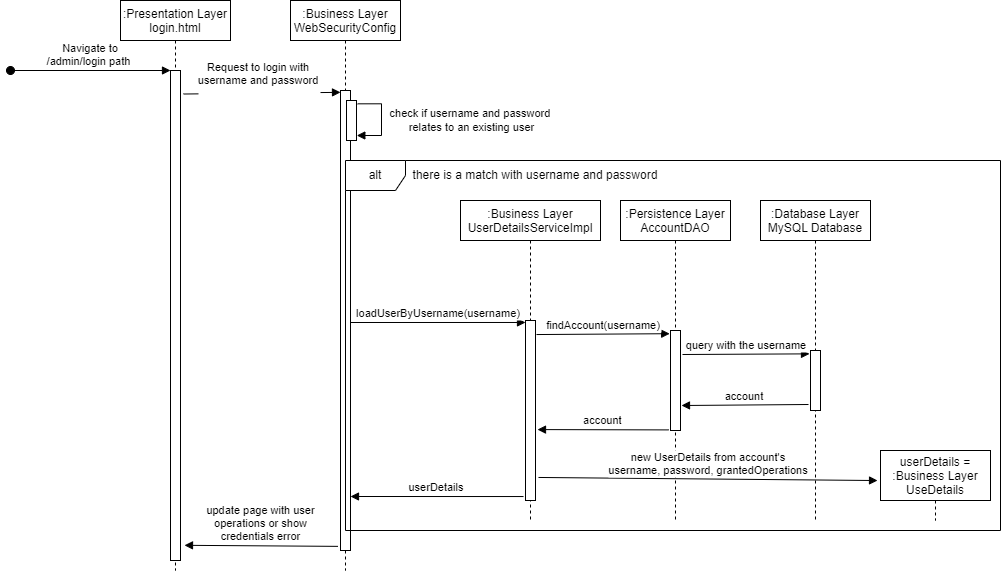 :Presentation Layer
login.html
:Business Layer
WebSecurityConfig
Navigate to
/admin/login path
Request to login with
username and password
check if username and password
relates to an existing user
alt
there is a match with username and password
:Business Layer
UserDetailsServiceImpl
:Persistence Layer
AccountDAO
:Database Layer
MySQL Database
loadUserByUsername(username)
findAccount(username)
query with the username
account
account
new UserDetails from account's
username, password, grantedOperations
userDetails =
:Business Layer
UseDetails
userDetails
update page with user
operations or show
credentials error